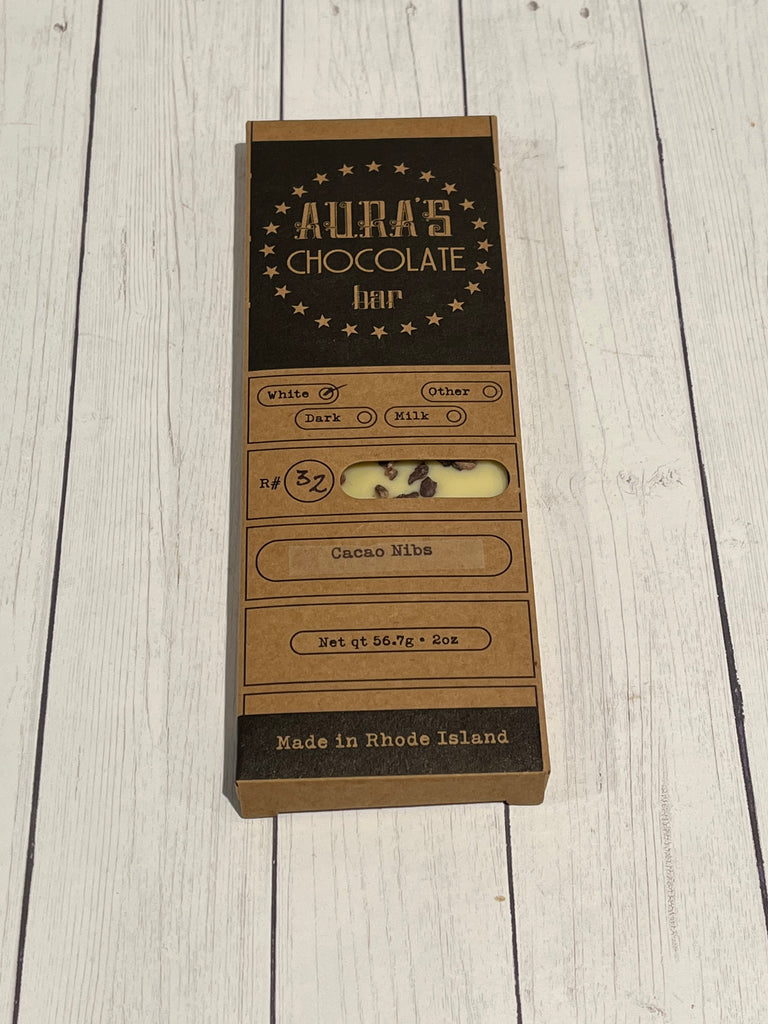 AURA'S
CHOCOLATE
bar
White Other
Dark Milk
R# 32
Cacao Nibs
Net qt 56.7g • 2oz
Made in Rhode Island